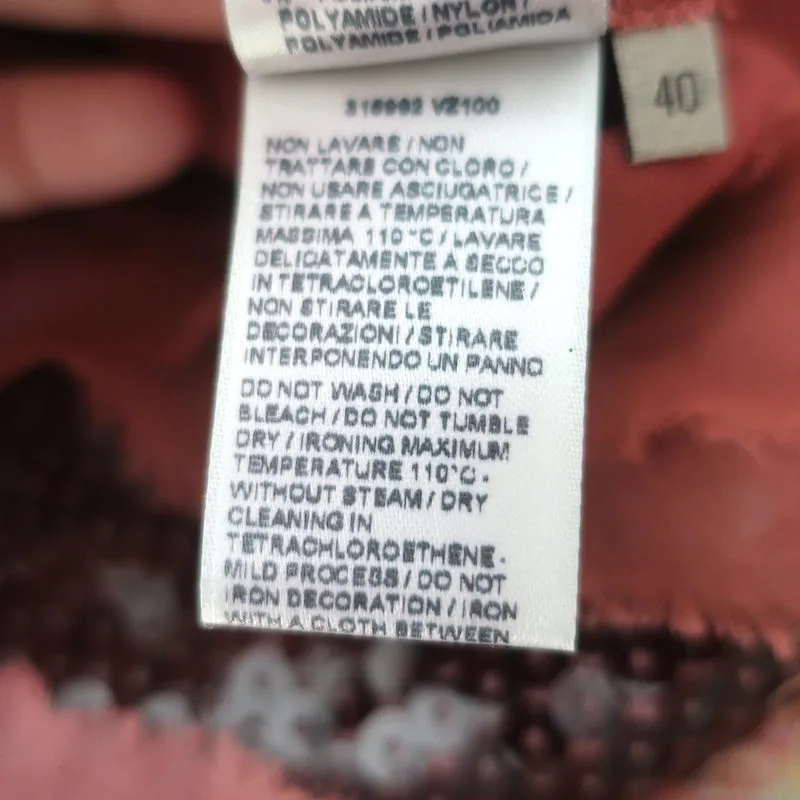 POLYAMIDE / NYLON /
POLYAMIDE / POLIAMIDA
40
316992 VZ100
NON LAVARE / NON
TRATTARE CON CLORO /
NON USARE ASCIUGATRICE /
STIRARE A TEMPERATURA
MASSIMA 110°C / LAVARE
DELICATAMENTE A SECCO
IN TETRACLOROETILENE /
NON STIRARE LE
DECORAZIONI / STIRARE
INTERPONENDO UN PANNO
DO NOT WASH / DO NOT
BLEACH / DO NOT TUMBLE
DRY / IRONING MAXIMUM
TEMPERATURE 110°C -
WITHOUT STEAM / DRY
CLEANING IN
TETRACHLOROETHENE -
MILD PROCESS / DO NOT
IRON DECORATION / IRON
WITH A CLOTH BETWEEN